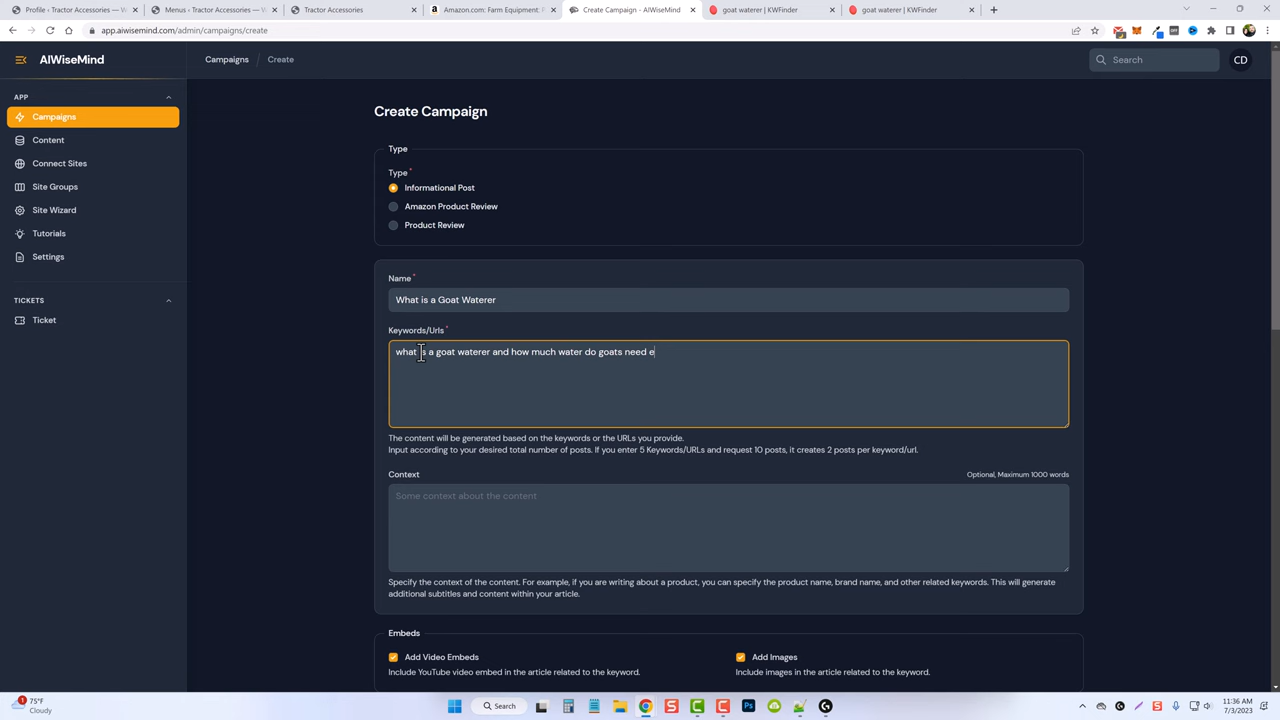 Profile ‹ Tractor Accessories — W
Menus ‹ Tractor Accessories — W
Tractor Accessories
Amazon.com: Farm Equipment: P
Create Campaign - AIWiseMind
goat waterer | KWFinder
goat waterer | KWFinder
app.aiwisemind.com/admin/campaigns/create
AIWiseMind
Campaigns
Create
Search
CD
APP
Campaigns
Content
Connect Sites
Site Groups
Site Wizard
Tutorials
Settings
TICKETS
Ticket
Create Campaign
Type
Type*
Informational Post
Amazon Product Review
Product Review
Name*
What is a Goat Waterer
Keywords/Urls*
what is a goat waterer and how much water do goats need e
The content will be generated based on the keywords or the URLs you provide.
Input according to your desired total number of posts. If you enter 5 Keywords/URLs and request 10 posts, it creates 2 posts per keyword/url.
Context
Optional, Maximum 1000 words
Some context about the content
Specify the context of the content. For example, if you are writing about a product, you can specify the product name, brand name, and other related keywords. This will generate
additional subtitles and content within your article.
Embeds
Add Video Embeds
Include YouTube video embed in the article related to the keyword.
Add Images
Include images in the article related to the keyword.
75°F
Cloudy
Search
11:36 AM
7/3/2023